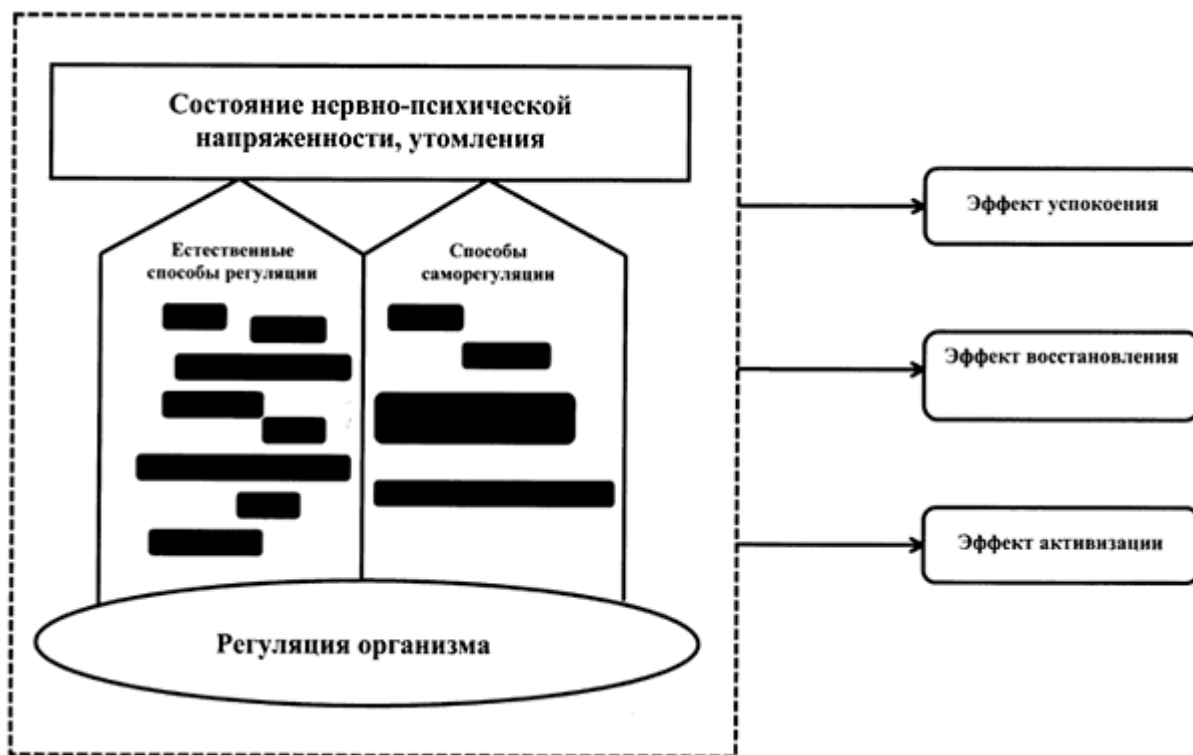 Состояние нервно-психической
напряженности, утомления
Естественные
способы регуляции
Способы
саморегуляции
Регуляция организма
Эффект успокоения
Эффект восстановления
Эффект активизации